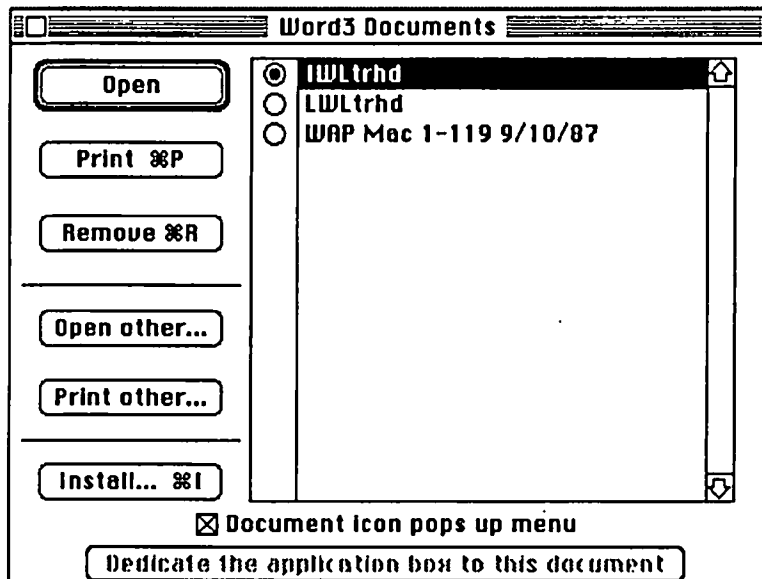 Word3 Documents
Open
Print ⌘P
Remove ⌘R
Open other...
Print other...
Install... ⌘I
IWLtrhd
LWLtrhd
WAP Mac 1-119 9/10/87
Document icon pops up menu
Dedicate the application box to this document